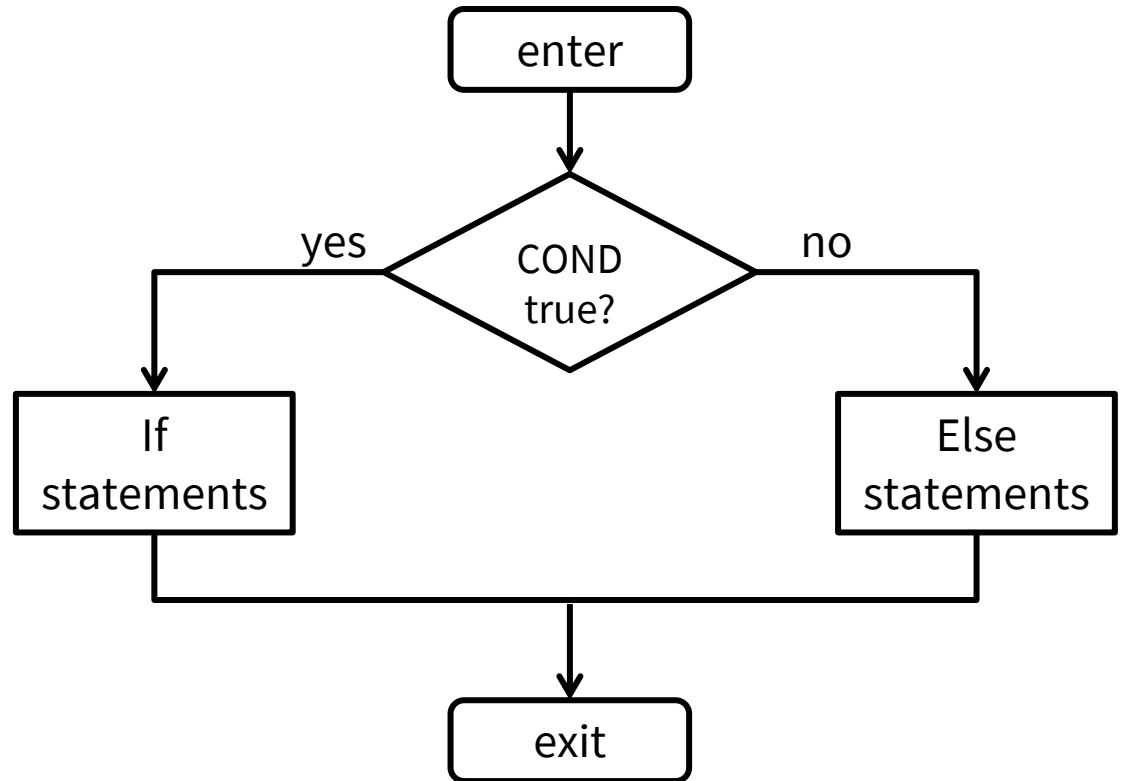 enter
yes
COND
true?
no
If
statements
Else
statements
exit